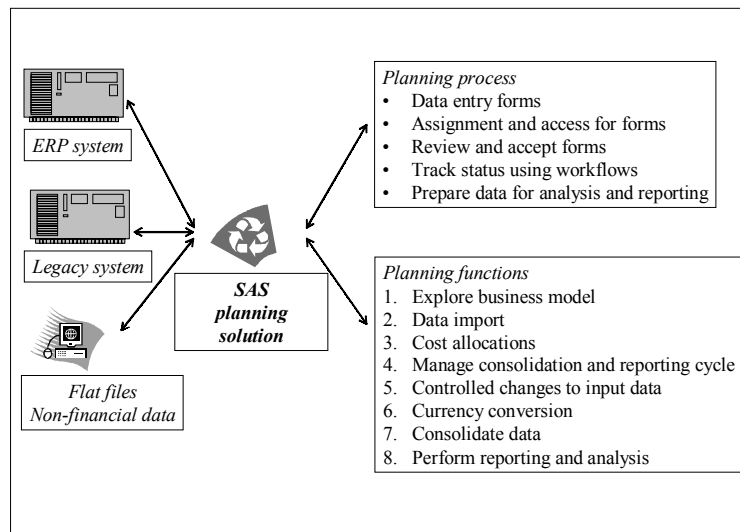 ERP system
Legacy system
Flat files
Non-financial data
SAS
planning
solution
Planning process
• Data entry forms
• Assignment and access for forms
• Review and accept forms
• Track status using workflows
• Prepare data for analysis and reporting
Planning functions
1. Explore business model
2. Data import
3. Cost allocations
4. Manage consolidation and reporting cycle
5. Controlled changes to input data
6. Currency conversion
7. Consolidate data
8. Perform reporting and analysis